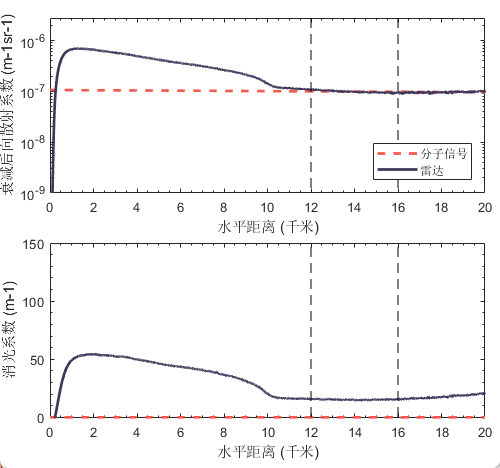 衰减后向散射系数 (m-1sr-1)
10-6
10-7
10-8
10-9
分子信号
雷达
0 2 4 6 8 10 12 14 16 18 20
水平距离 (千米)
消光系数 (m-1)
150
100
50
0
0 2 4 6 8 10 12 14 16 18 20
水平距离 (千米)